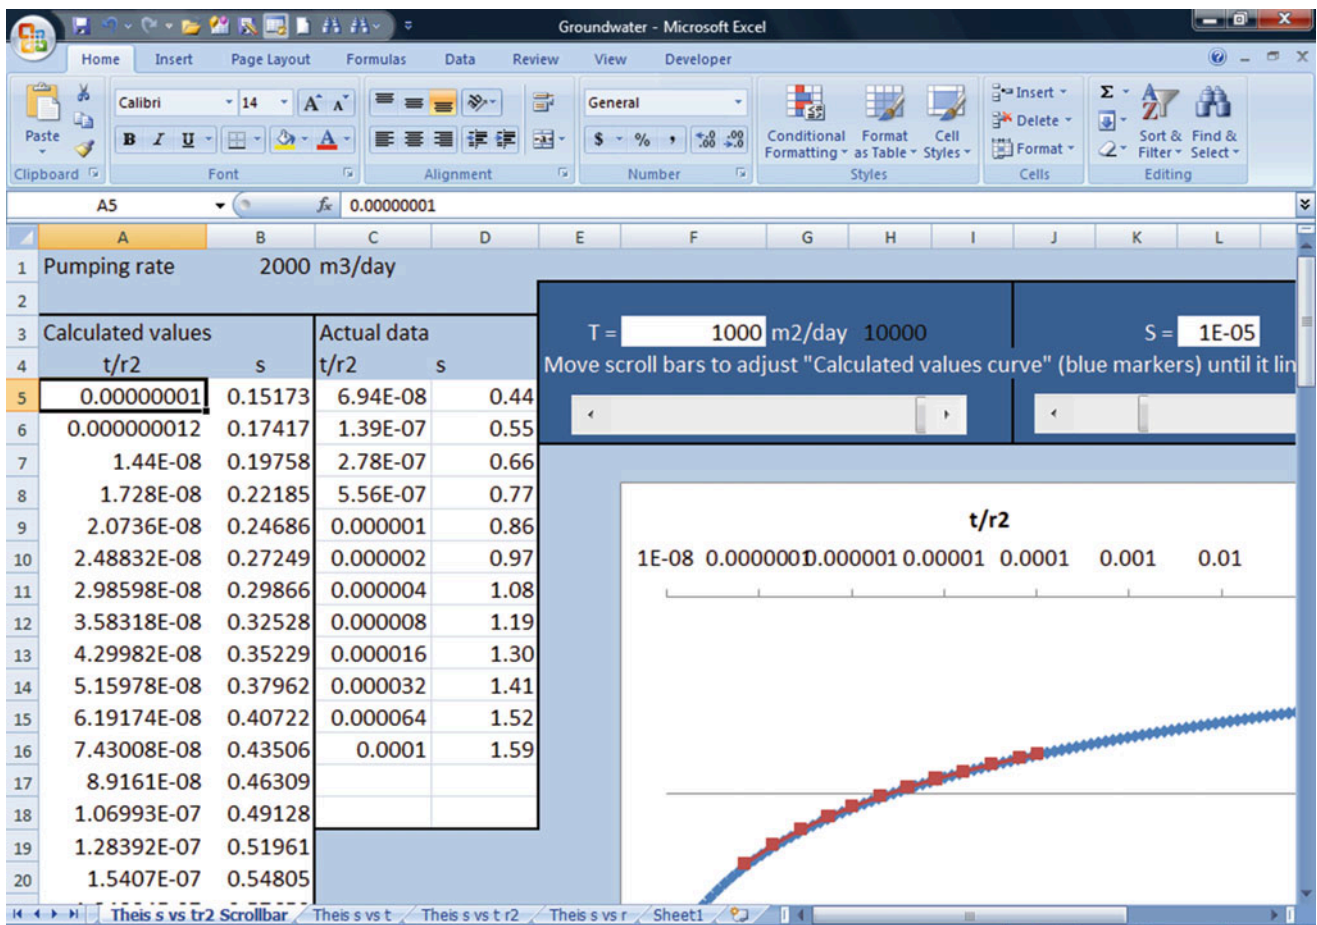 Groundwater - Microsoft Excel
Home Insert Page Layout Formulas Data Review View Developer
Calibri 14 A A General Insert Σ
Paste B I U A $ % , .0 .00 .00 .0 Conditional Formatting Format as Table Cell Styles Delete Format Sort & Filter Find & Select
Clipboard Font Alignment Number Styles Cells Editing
A5 fx 0.00000001
A B C D E F G H I J K L
1 Pumping rate 2000 m3/day
2
3 Calculated values Actual data T = 1000 m2/day 10000 S = 1E-05
4 t/r2 s t/r2 s Move scroll bars to adjust "Calculated values curve" (blue markers) until it lin
5 0.00000001 0.15173 6.94E-08 0.44
6 0.000000012 0.17417 1.39E-07 0.55
7 1.44E-08 0.19758 2.78E-07 0.66
8 1.728E-08 0.22185 5.56E-07 0.77
9 2.0736E-08 0.24686 0.000001 0.86
10 2.48832E-08 0.27249 0.000002 0.97
11 2.98598E-08 0.29866 0.000004 1.08
12 3.58318E-08 0.32528 0.000008 1.19
13 4.29982E-08 0.35229 0.000016 1.30
14 5.15978E-08 0.37962 0.000032 1.41
15 6.19174E-08 0.40722 0.000064 1.52
16 7.43008E-08 0.43506 0.0001 1.59
17 8.9161E-08 0.46309
18 1.06993E-07 0.49128
19 1.28392E-07 0.51961
20 1.5407E-07 0.54805
t/r2
1E-08 0.0000001 0.000001 0.00001 0.0001 0.001 0.01
Theis s vs tr2 Scrollbar Theis s vs t Theis s vs t r2 Theis s vs r Sheet1